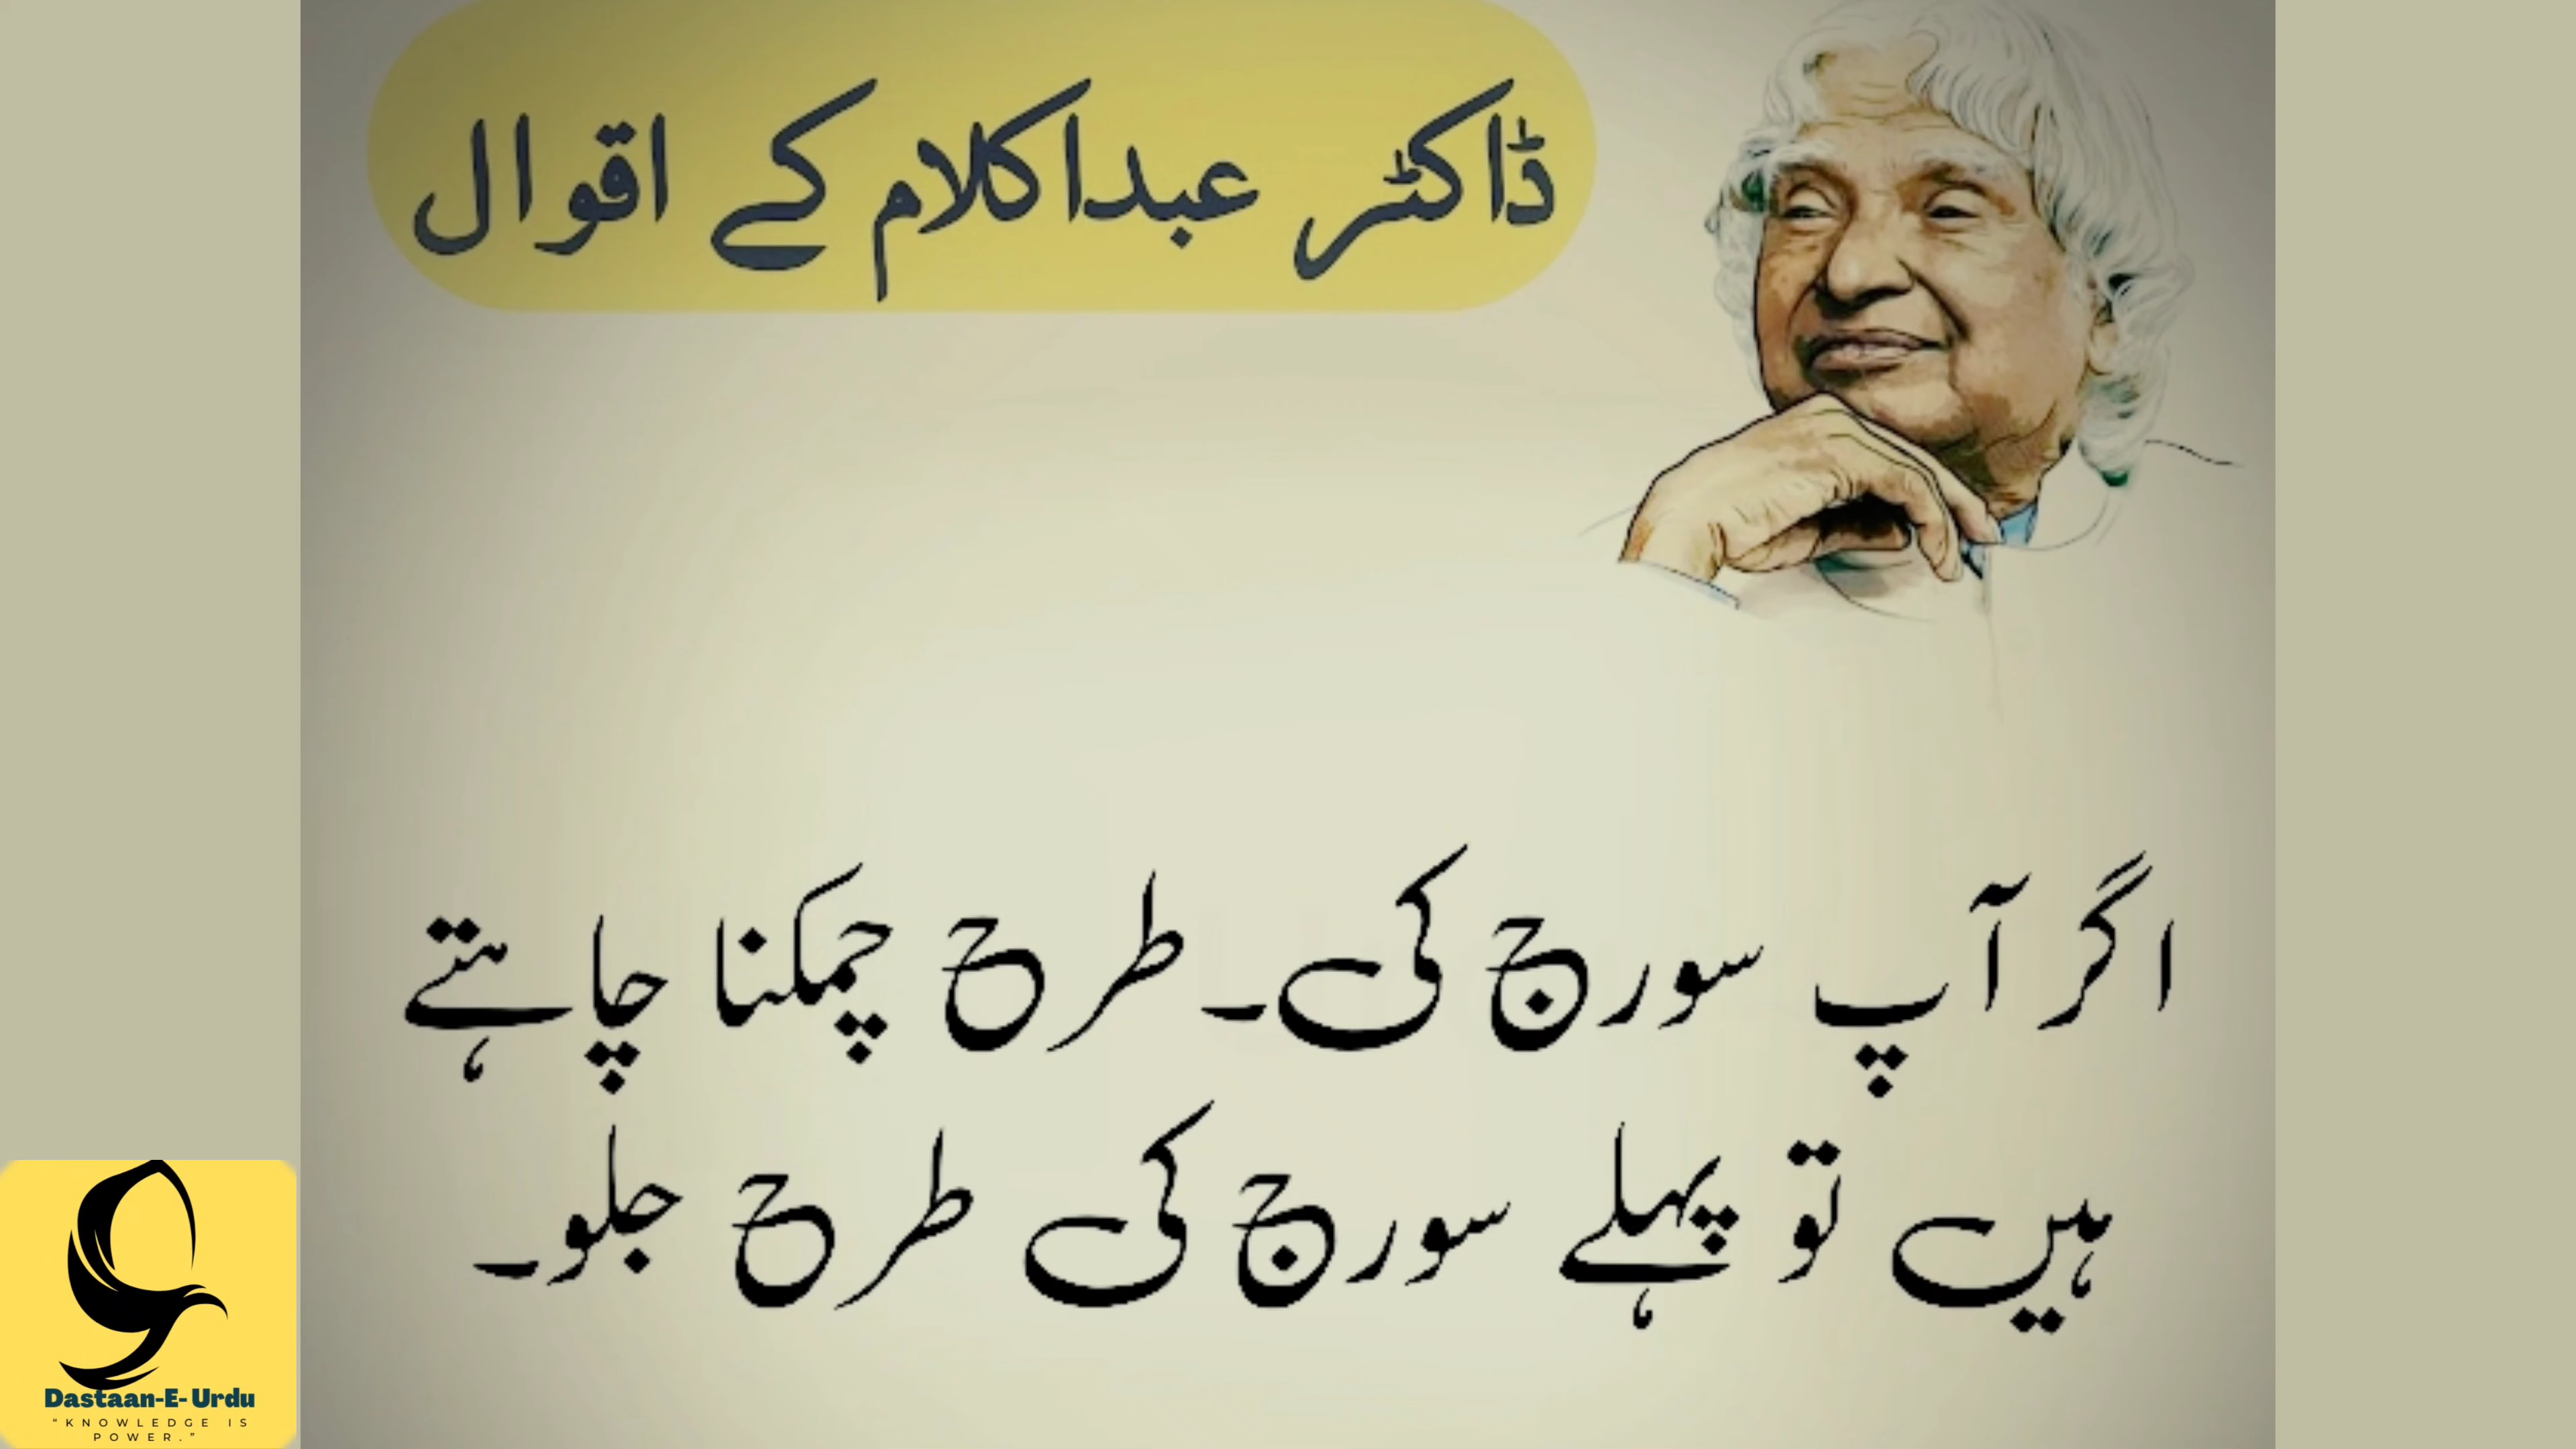 ڈاکٹر عبداکلام کے اقوال
اگر آپ سورج کی۔ طرح چمکنا چاہتے
ہیں تو پہلے سورج کی طرح جلو۔
Dastaan-E-Urdu
"KNOWLEDGE IS
POWER."